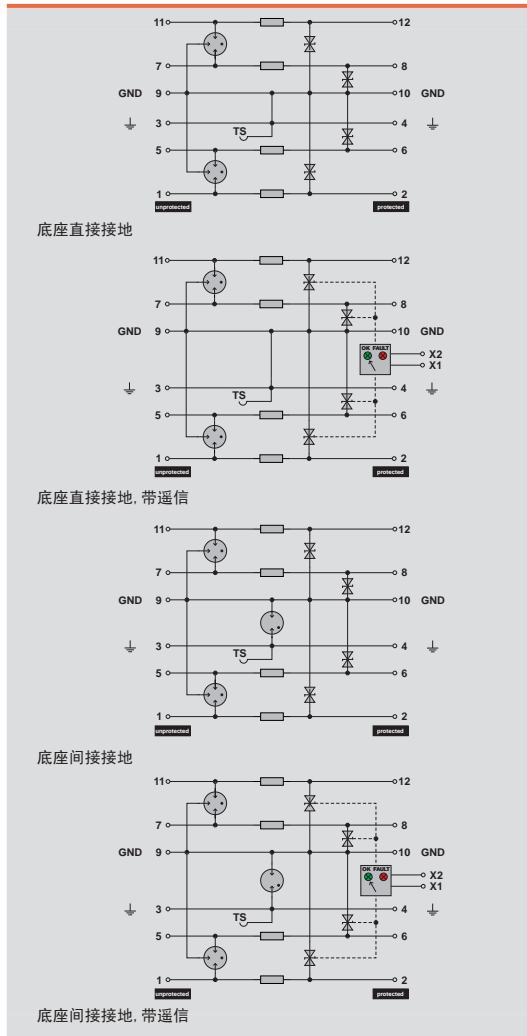 11 12
7 8
GND 9 10 GND
3 4
TS
5 6
1 2
unprotected protected
底座直接接地
11 12
7 8
GND 9 10 GND
OK FAULT
X2
X1
3 4
TS
5 6
1 2
unprotected protected
底座直接接地, 带遥信
11 12
7 8
GND 9 10 GND
3 4
TS
5 6
1 2
unprotected protected
底座间接接地
11 12
7 8
GND 9 10 GND
OK FAULT
X2
X1
3 4
TS
5 6
1 2
unprotected protected
底座间接接地, 带遥信